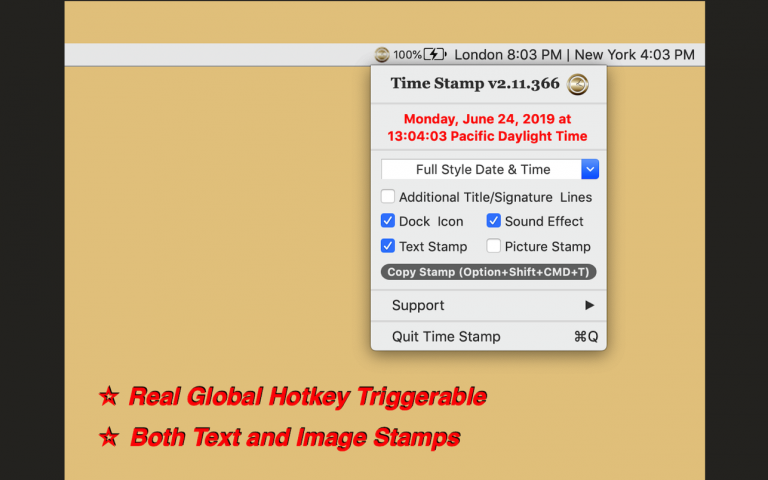 100% London 8:03 PM | New York 4:03 PM
Time Stamp v2.11.366
Monday, June 24, 2019 at
13:04:03 Pacific Daylight Time
Full Style Date & Time
Additional Title/Signature Lines
Dock Icon Sound Effect
Text Stamp Picture Stamp
Copy Stamp (Option+Shift+CMD+T)
Support ▶
Quit Time Stamp ⌘Q
☆ Real Global Hotkey Triggerable
☆ Both Text and Image Stamps